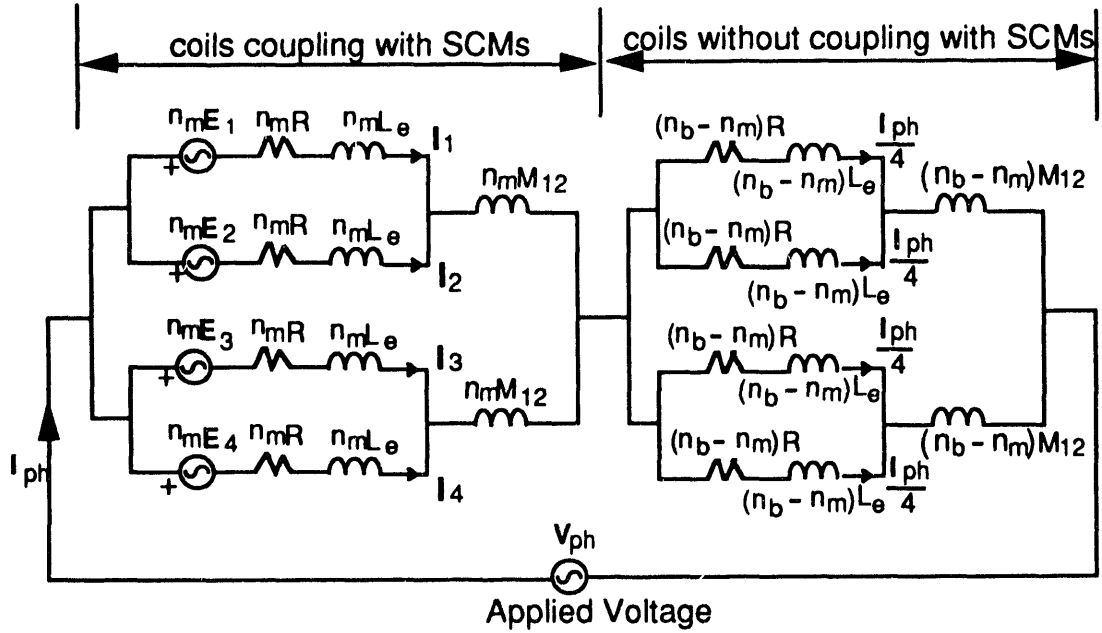 coils coupling with SCMs
coils without coupling with SCMs
nmE1 nmR nmLe I1
nmM12
nmE2 nmR nmLe I2
nmE3 nmR nmLe I3
nmM12
nmE4 nmR nmLe I4
(nb – nm)R Iph/4
(nb – nm)Le (nb – nm)M12
(nb – nm)R Iph/4
(nb – nm)Le
(nb – nm)R Iph/4
(nb – nm)Le
(nb – nm)R (nb – nm)M12
(nb – nm)Le Iph/4
Iph
+
+
+
+
Vph
Applied Voltage